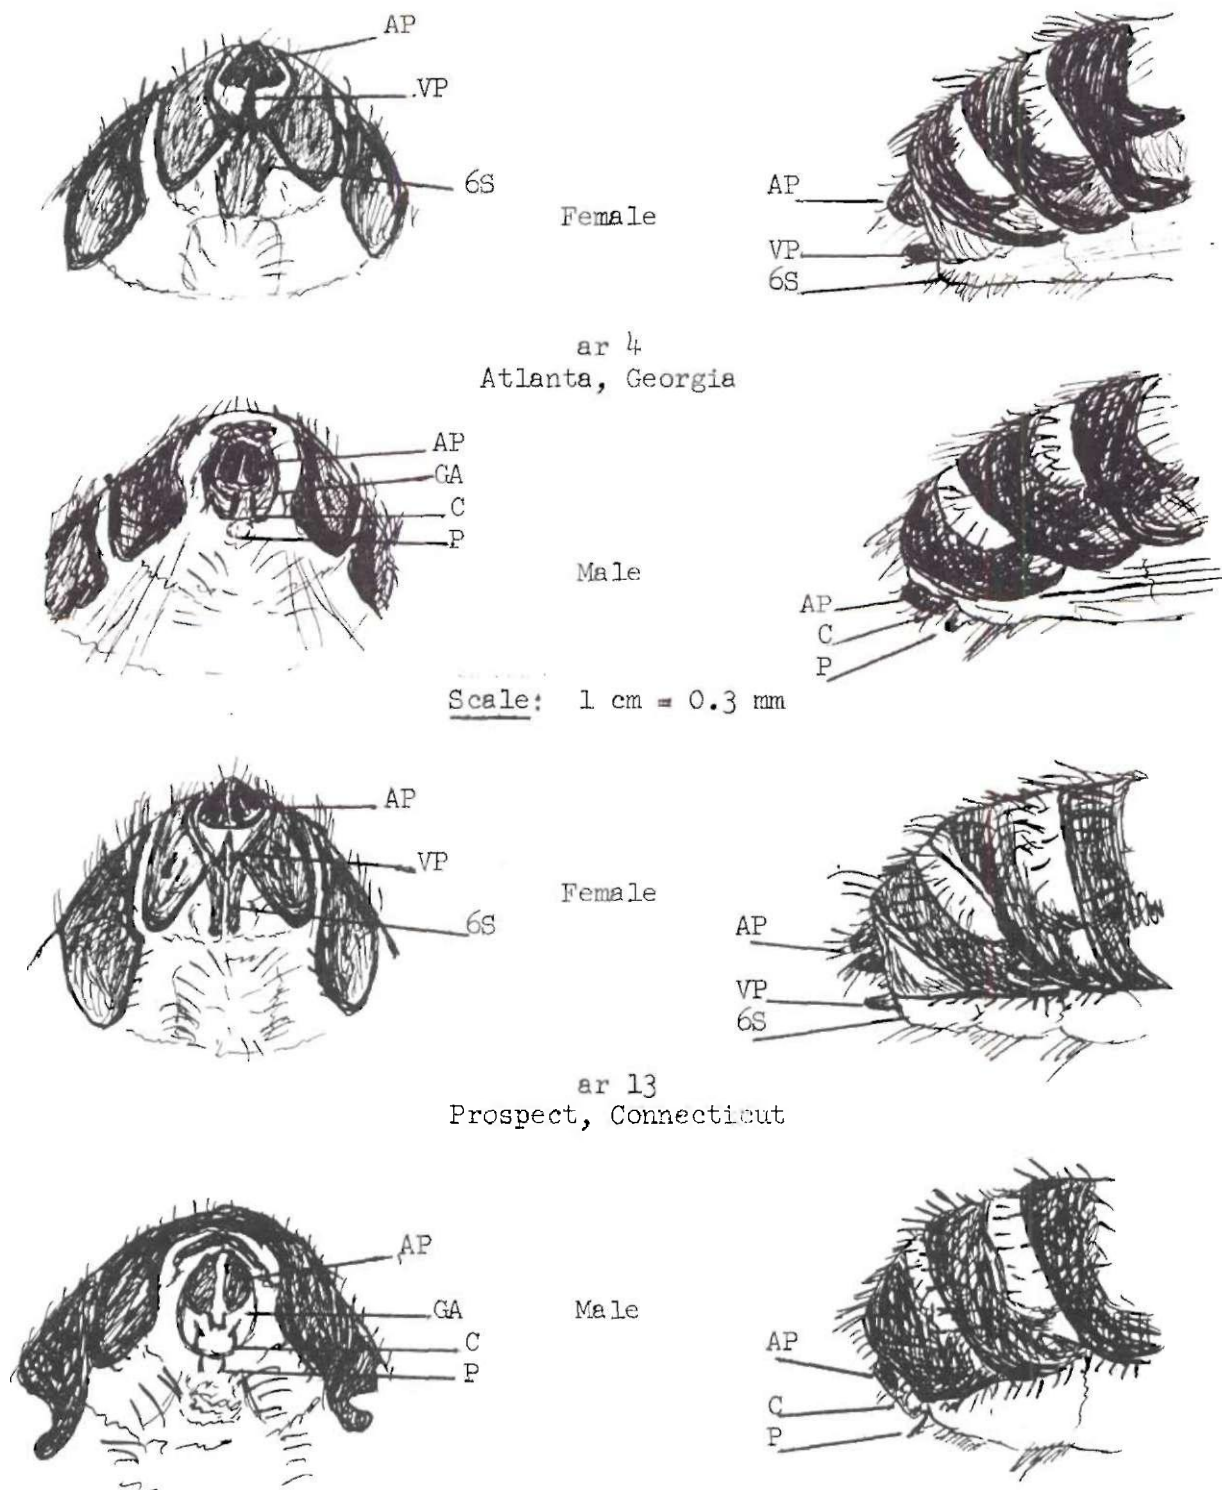 AP
VP
6S
Female
AP
VP
6S
ar 4
Atlanta, Georgia
AP
GA
C
P
Male
AP
C
P
Scale: 1 cm = 0.3 mm
AP
VP
6S
Female
AP
VP
6S
ar 13
Prospect, Connecticut
AP
GA
C
P
Male
AP
C
P